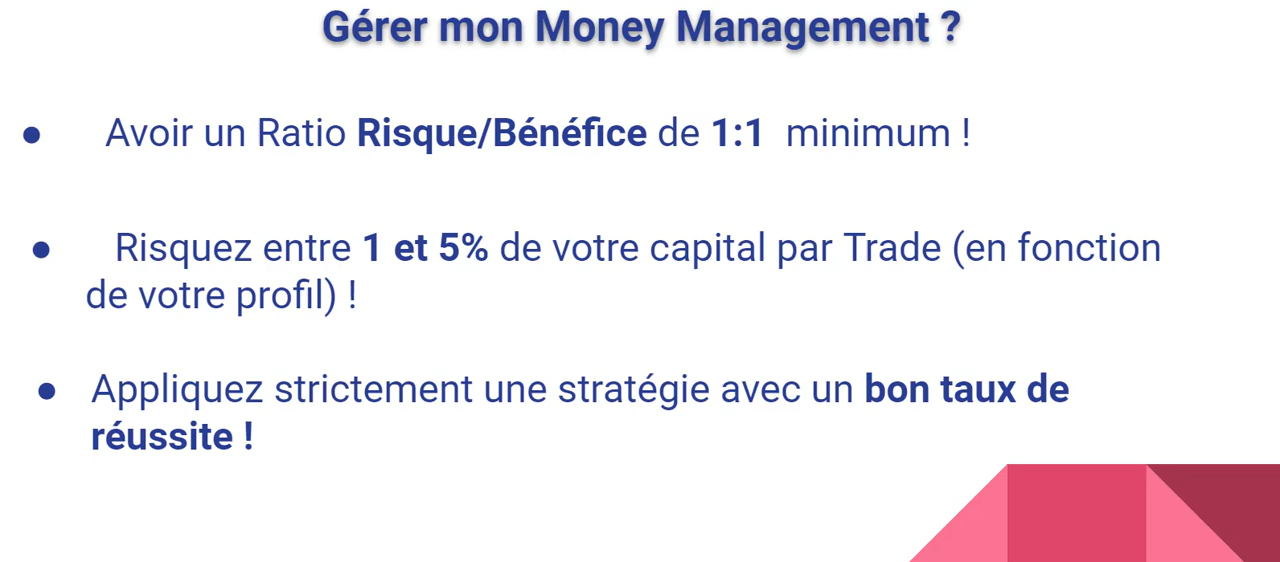 Gérer mon Money Management ?
● Avoir un Ratio Risque/Bénéfice de 1:1 minimum !
● Risquez entre 1 et 5% de votre capital par Trade (en fonction
de votre profil) !
● Appliquez strictement une stratégie avec un bon taux de
réussite !